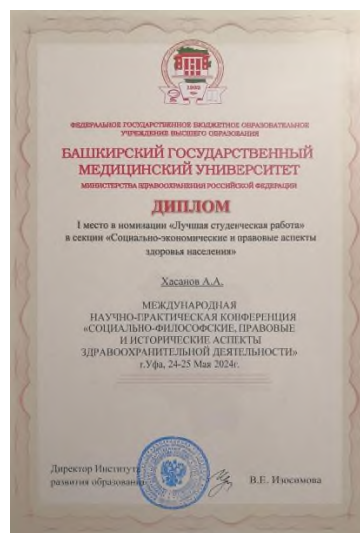 1932
ФЕДЕРАЛЬНОЕ ГОСУДАРСТВЕННОЕ БЮДЖЕТНОЕ ОБРАЗОВАТЕЛЬНОЕ
УЧРЕЖДЕНИЕ ВЫСШЕГО ОБРАЗОВАНИЯ
БАШКИРСКИЙ ГОСУДАРСТВЕННЫЙ
МЕДИЦИНСКИЙ УНИВЕРСИТЕТ
МИНИСТЕРСТВА ЗДРАВООХРАНЕНИЯ РОССИЙСКОЙ ФЕДЕРАЦИИ
ДИПЛОМ
I место в номинации «Лучшая студенческая работа»
в секции «Социально-экономические и правовые аспекты
здоровья населения»
Хасанов А.А.
МЕЖДУНАРОДНАЯ
НАУЧНО-ПРАКТИЧЕСКАЯ КОНФЕРЕНЦИЯ
«СОЦИАЛЬНО-ФИЛОСОФСКИЕ, ПРАВОВЫЕ
И ИСТОРИЧЕСКИЕ АСПЕКТЫ
ЗДРАВООХРАНИТЕЛЬНОЙ ДЕЯТЕЛЬНОСТИ»
г.Уфа, 24-25 Мая 2024г.
Директор Института
развития образования
В.Е. Изосимова